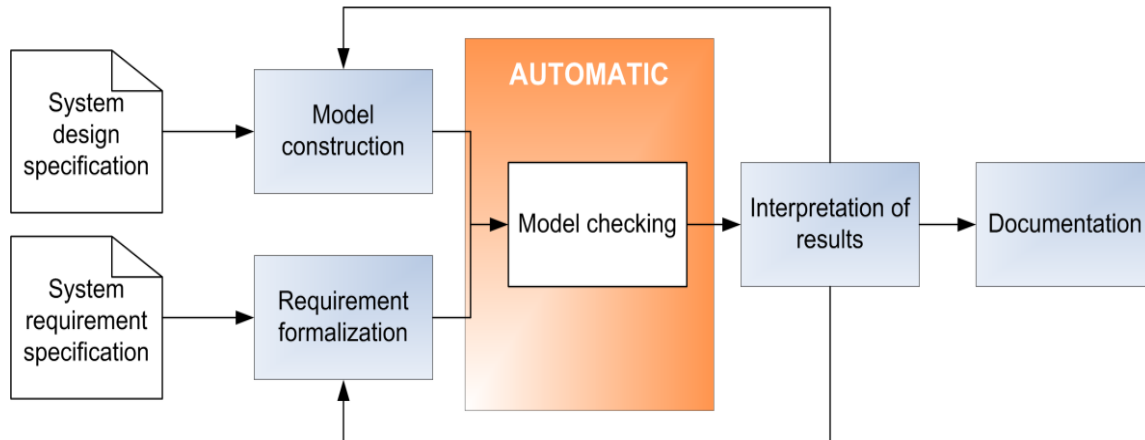 System
design
specification
Model
construction
AUTOMATIC
Model checking
Interpretation of
results
Documentation
System
requirement
specification
Requirement
formalization